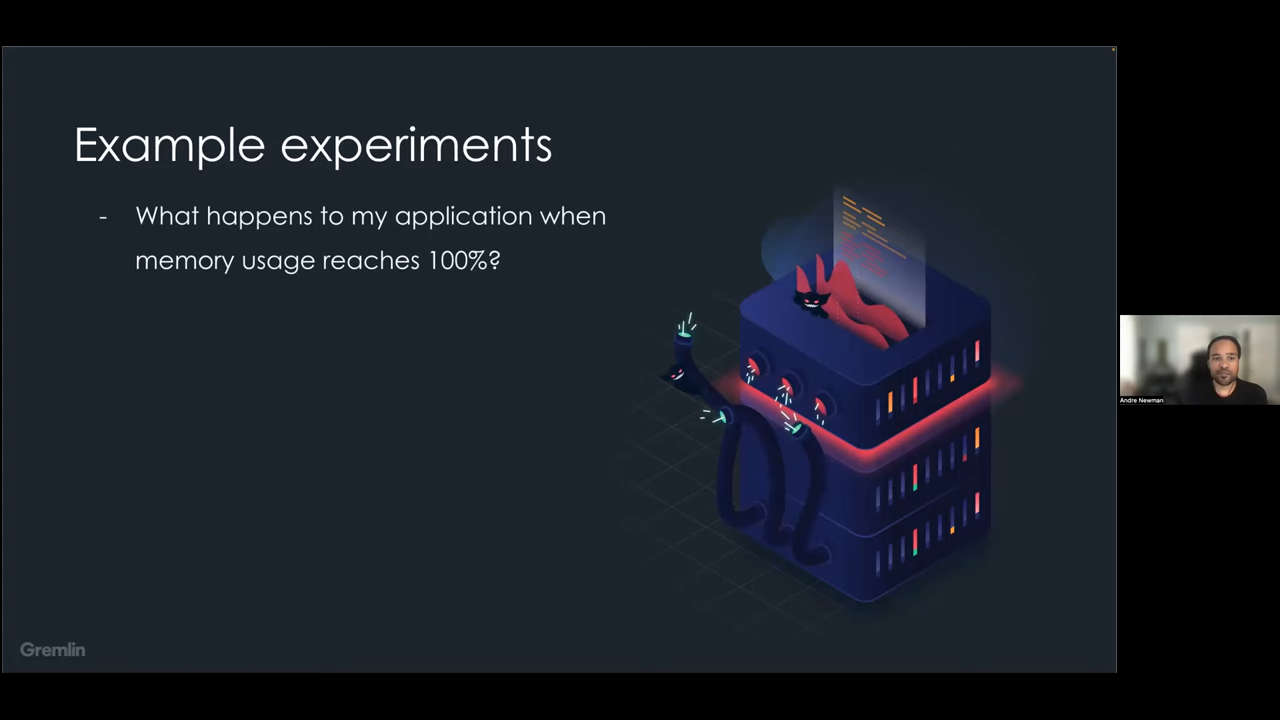 Example experiments
- What happens to my application when
memory usage reaches 100%?
Gremlin
Andre Newman